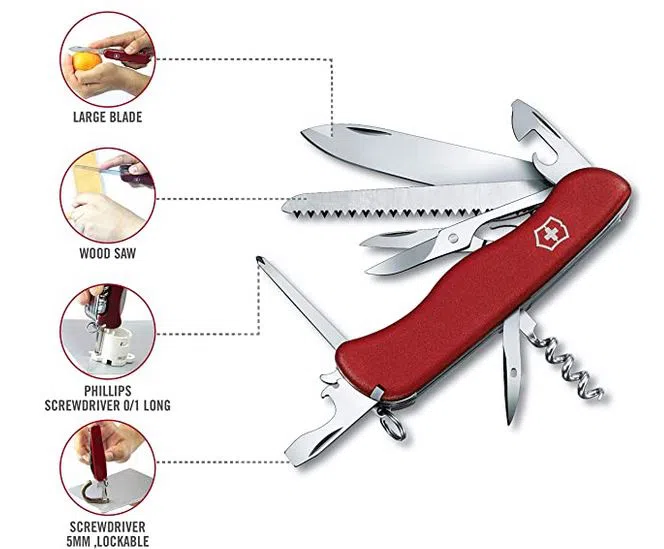 LARGE BLADE
WOOD SAW
PHILLIPS
SCREWDRIVER 0/1 LONG
SCREWDRIVER
5MM ,LOCKABLE